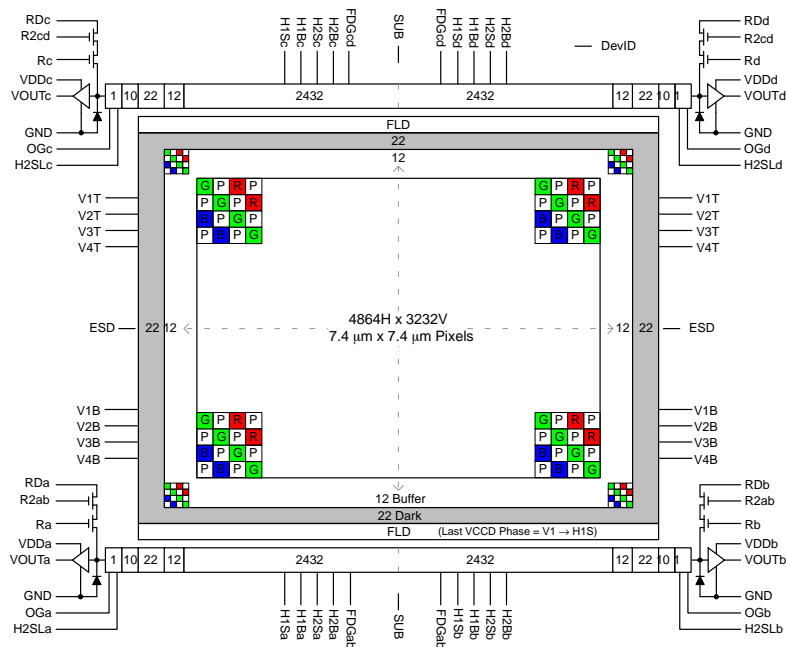 H1Sc H1Bc H2Sc H2Bc FDGcd SUB FDGcd H1Sd H1Bd H2Sd H2Bd
RDc
R2cd
Rc
VDDc
VOUTc
GND
OGc
H2SLc
— DevID
RDd
R2cd
Rd
VDDd
VOUTd
GND
OGd
H2SLd
1 10 22 12 2432 2432 12 22 10 1
FLD
22
12
G P R P
P G P R
B P G P
P B P G
G P R P
P G P R
B P G P
P B P G
V1T
V2T
V3T
V4T
V1T
V2T
V3T
V4T
4864H x 3232V
7.4 µm x 7.4 µm Pixels
ESD 22 12
12 22 ESD
V1B
V2B
V3B
V4B
V1B
V2B
V3B
V4B
G P R P
P G P R
B P G P
P B P G
G P R P
P G P R
B P G P
P B P G
12 Buffer
22 Dark
FLD (Last VCCD Phase = V1 → H1S)
RDa
R2ab
Ra
VDDa
VOUTa
GND
OGa
H2SLa
RDb
R2ab
Rb
VDDb
VOUTb
GND
OGb
H2SLb
1 10 22 12 2432 2432 12 22 10 1
H1Sa H1Ba H2Sa H2Ba FDGab SUB FDGab H1Sb H1Bb H2Sb H2Bb